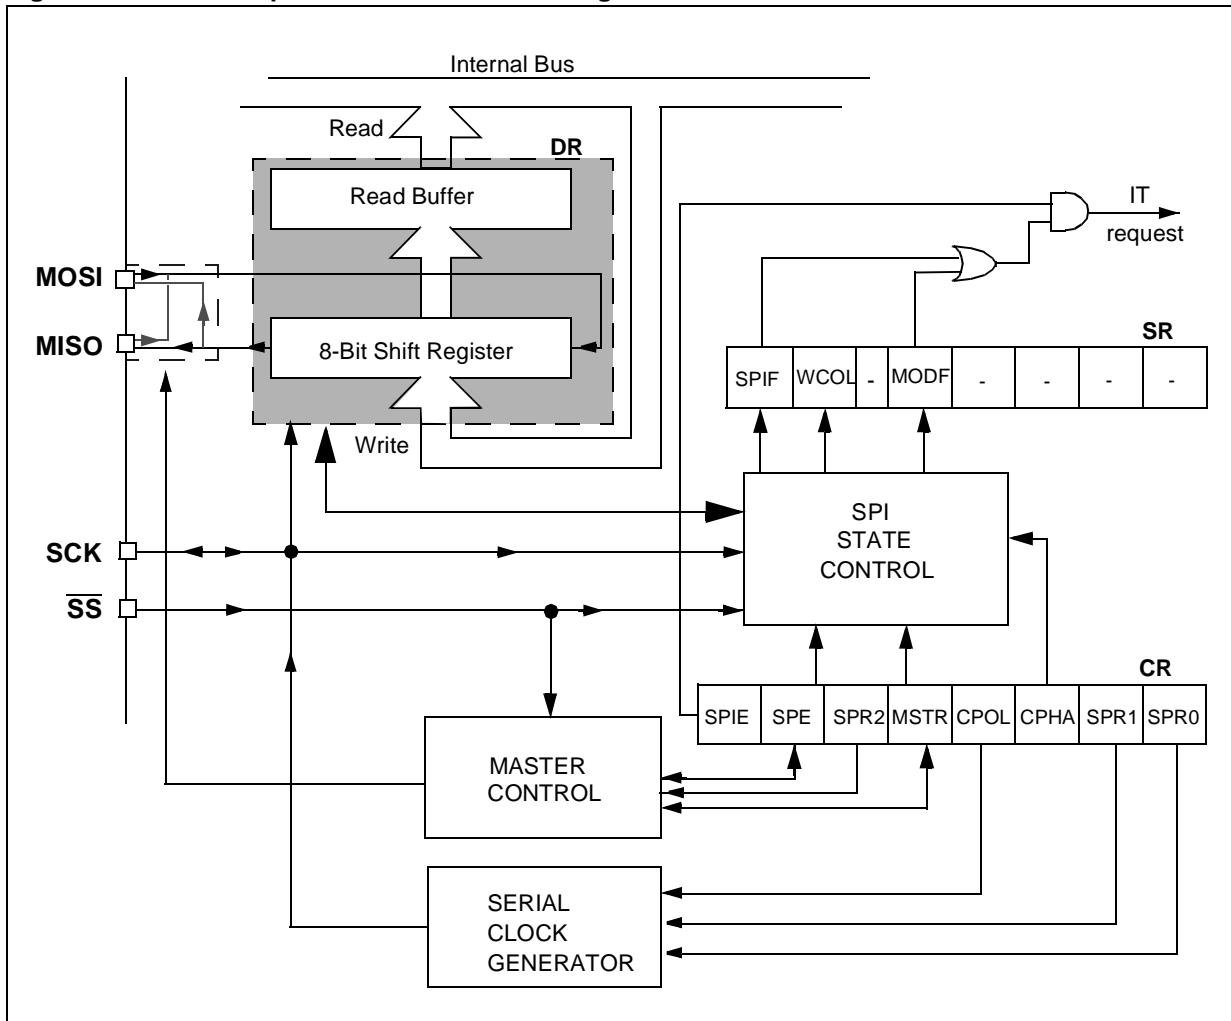 Internal Bus
Read
DR
Read Buffer
IT
request
MOSI
MISO
8-Bit Shift Register
SR
SPIF WCOL - MODF - - - -
Write
SPI
STATE
CONTROL
SCK
SS
CR
SPIE SPE SPR2 MSTR CPOL CPHA SPR1 SPR0
MASTER
CONTROL
SERIAL
CLOCK
GENERATOR